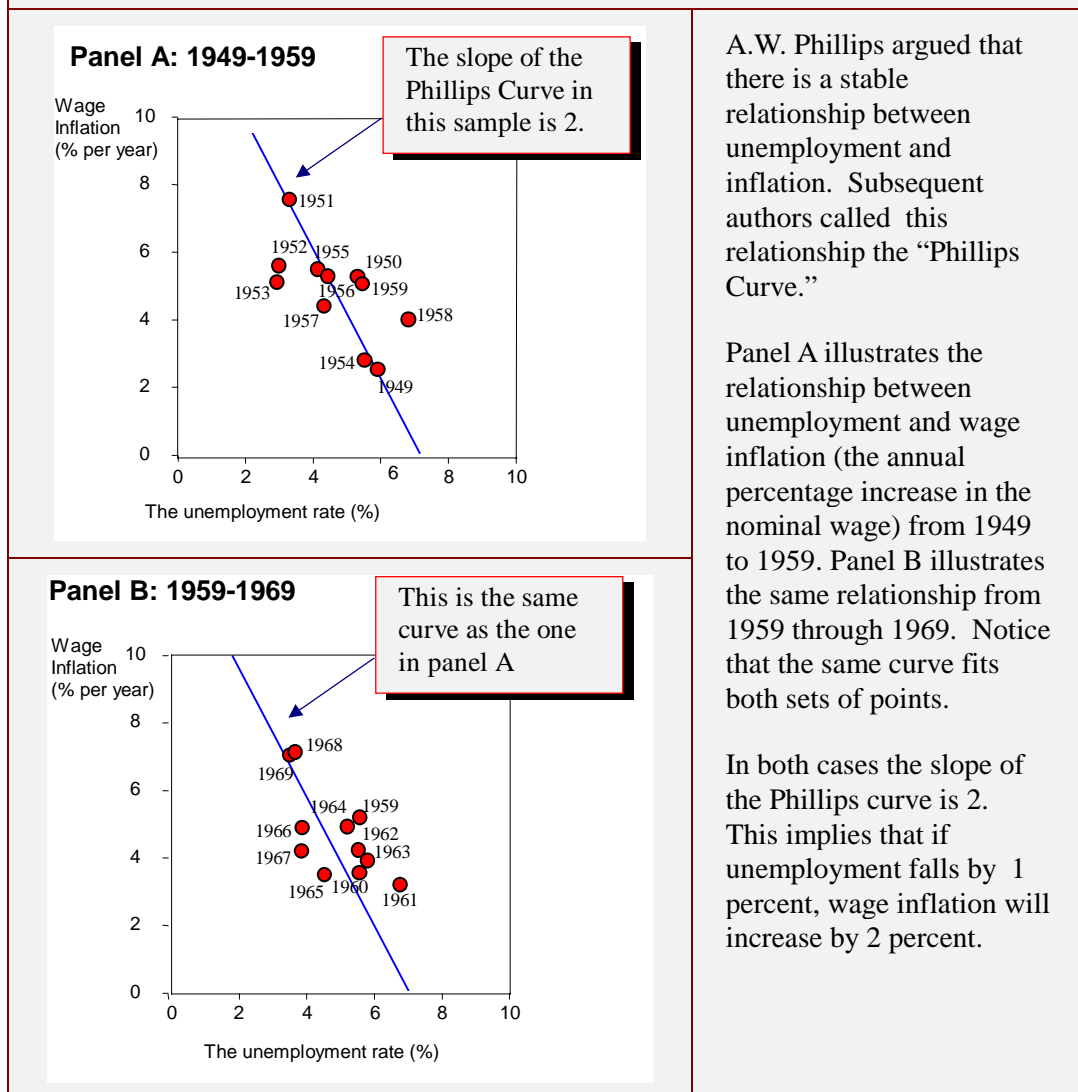 Panel A: 1949-1959
The slope of the
Phillips Curve in
this sample is 2.
Wage
Inflation
(% per year)
10
8
6
4
2
0
1951
1952
1955
1950
1953
1956
1959
1957
1958
1954
1949
0 2 4 6 8 10
The unemployment rate (%)
Panel B: 1959-1969
This is the same
curve as the one
in panel A
Wage
Inflation
(% per year)
10
8
6
4
2
0
1968
1969
1964
1959
1966
1962
1967
1963
1965
1960
1961
0 2 4 6 8 10
The unemployment rate (%)
A.W. Phillips argued that
there is a stable
relationship between
unemployment and
inflation. Subsequent
authors called this
relationship the “Phillips
Curve.”
Panel A illustrates the
relationship between
unemployment and wage
inflation (the annual
percentage increase in the
nominal wage) from 1949
to 1959. Panel B illustrates
the same relationship from
1959 through 1969. Notice
that the same curve fits
both sets of points.
In both cases the slope of
the Phillips curve is 2.
This implies that if
unemployment falls by 1
percent, wage inflation will
increase by 2 percent.